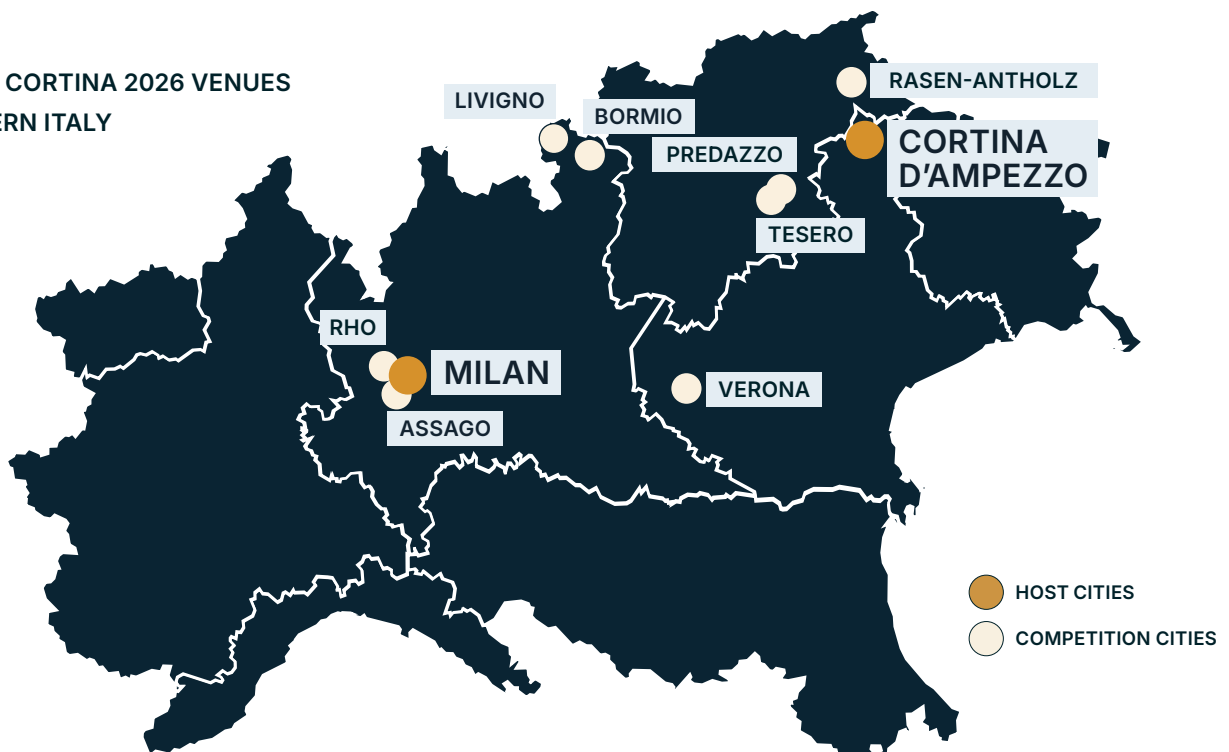 CORTINA 2026 VENUES
ERN ITALY
RASEN-ANTHOLZ
LIVIGNO
BORMIO
CORTINA
D’AMPEZZO
PREDAZZO
TESERO
RHO
MILAN
VERONA
ASSAGO
HOST CITIES
COMPETITION CITIES